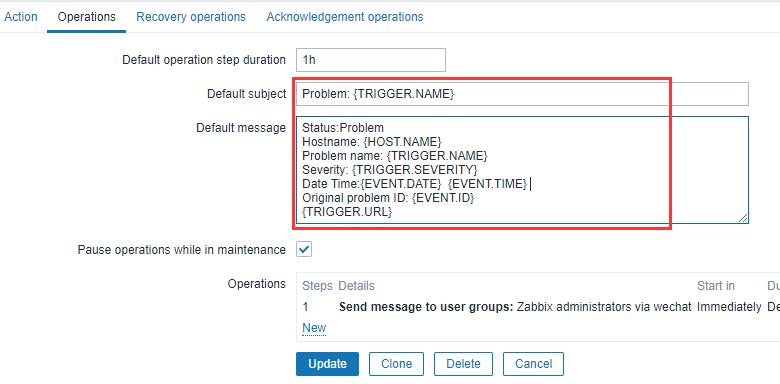 Action Operations Recovery operations Acknowledgement operations
Default operation step duration 1h
Default subject Problem: {TRIGGER.NAME}
Default message Status:Problem
Hostname: {HOST.NAME}
Problem name: {TRIGGER.NAME}
Severity: {TRIGGER.SEVERITY}
Date Time:{EVENT.DATE}  {EVENT.TIME}
Original problem ID: {EVENT.ID}
{TRIGGER.URL}
Pause operations while in maintenance
Operations Steps Details Start in Du
1 Send message to user groups: Zabbix administrators via wechat Immediately De
New
Update Clone Delete Cancel